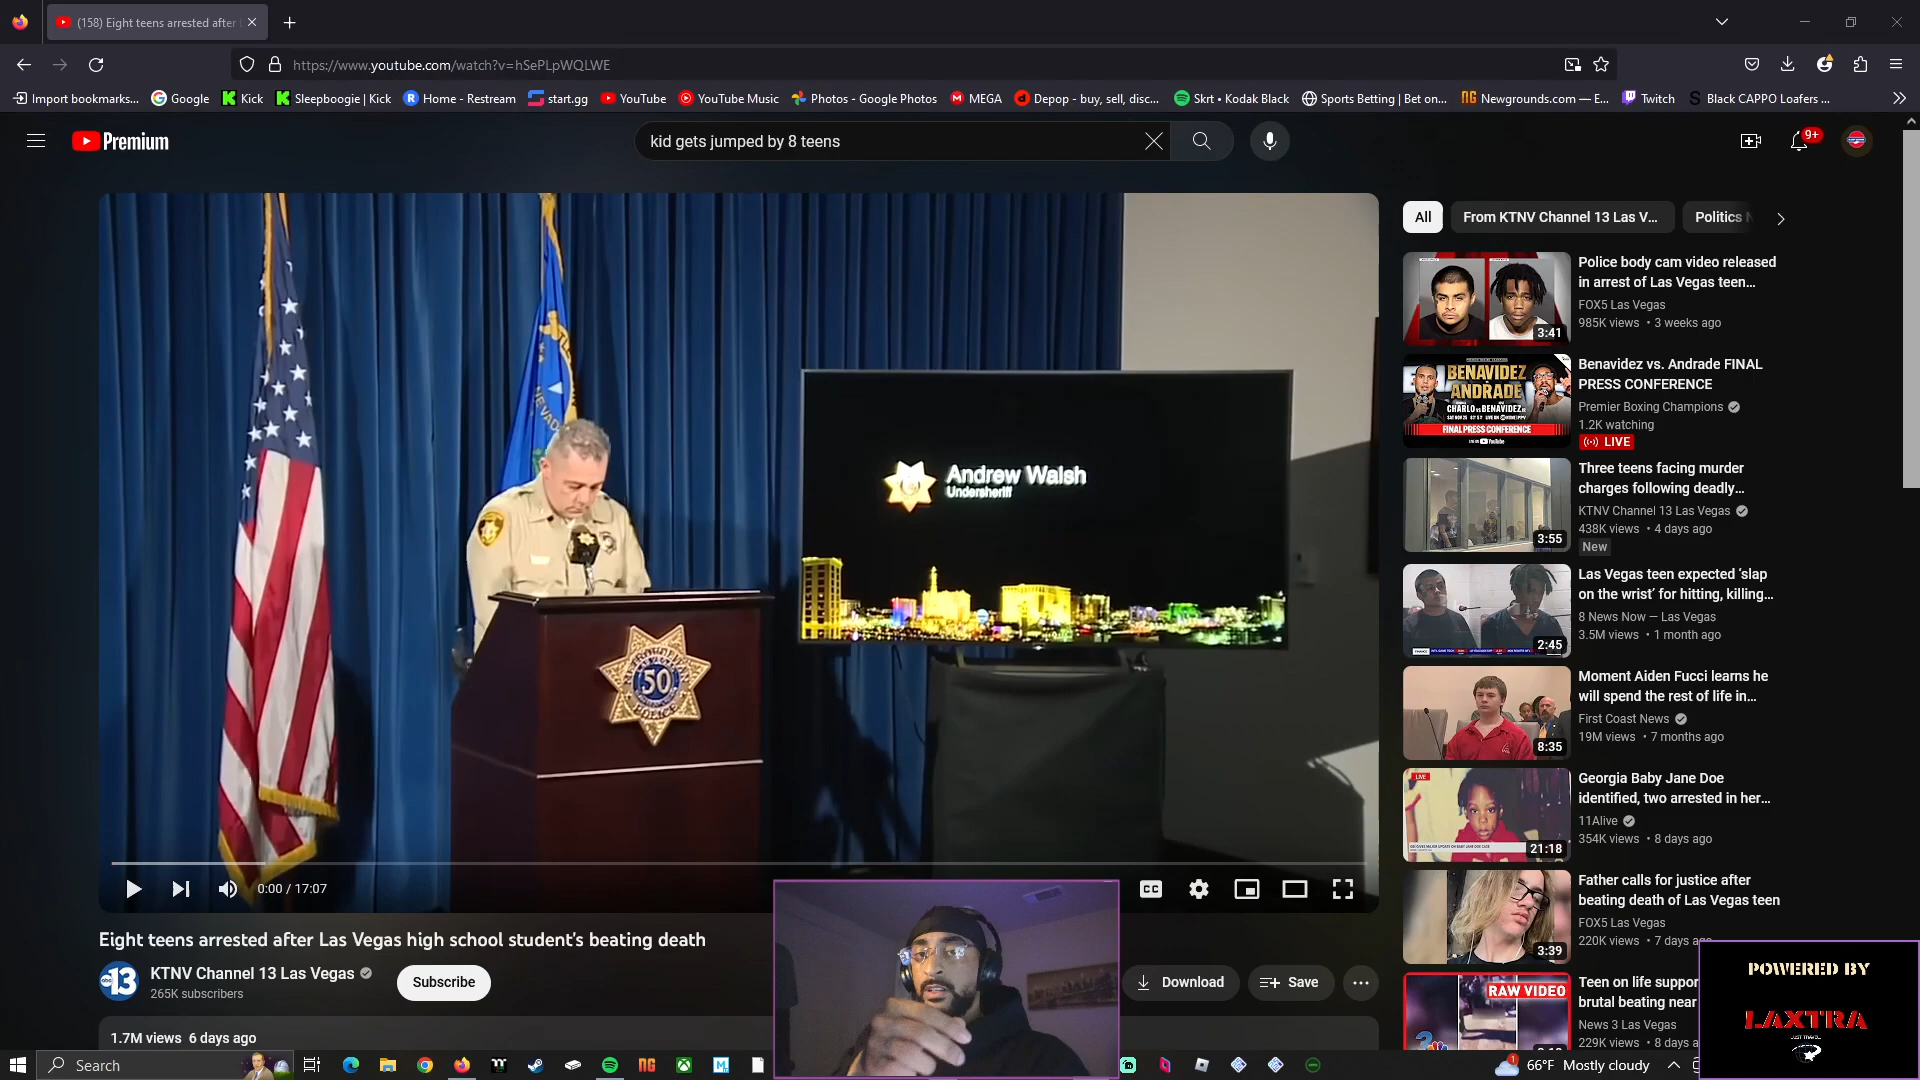 (158) Eight teens arrested after
https://www.youtube.com/watch?v=hSePLpWQLWE
Import bookmarks...
Google
Kick
Sleepboogie | Kick
Home - Restream
start.gg
YouTube
YouTube Music
Photos - Google Photos
MEGA
Depop - buy, sell, disc...
Skrt • Kodak Black
Sports Betting | Bet on...
Newgrounds.com — E...
Twitch
Black CAPPO Loafers ...
Premium
kid gets jumped by 8 teens
9+
Andrew Walsh
Undersheriff
NEVADA
POLICE
50
0:00 / 17:07
CC
Eight teens arrested after Las Vegas high school student's beating death
abc 13
KTNV Channel 13 Las Vegas
265K subscribers
Subscribe
Download
Save
1.7M views 6 days ago
All
From KTNV Channel 13 Las V...
Politics N
Police body cam video released
in arrest of Las Vegas teen...
FOX5 Las Vegas
985K views • 3 weeks ago
3:41
BENAVIDEZ
ANDRADE
CHARLO vs BENAVIDEZ
FINAL PRESS CONFERENCE
Benavidez vs. Andrade FINAL
PRESS CONFERENCE
Premier Boxing Champions
1.2K watching
LIVE
Three teens facing murder
charges following deadly...
KTNV Channel 13 Las Vegas
438K views • 4 days ago
New
3:55
Las Vegas teen expected ‘slap
on the wrist’ for hitting, killing...
8 News Now — Las Vegas
3.5M views • 1 month ago
2:45
Moment Aiden Fucci learns he
will spend the rest of life in...
First Coast News
19M views • 7 months ago
8:35
LIVE
Georgia Baby Jane Doe
identified, two arrested in her...
11Alive
354K views • 8 days ago
21:18
Father calls for justice after
beating death of Las Vegas teen
FOX5 Las Vegas
220K views • 7 days
3:39
RAW VIDEO
Teen on life suppor
brutal beating near
News 3 Las Vegas
229K views • 8 da
POWERED BY
LAXTRA
JUST TRAVEL
Search
66°F Mostly cloudy